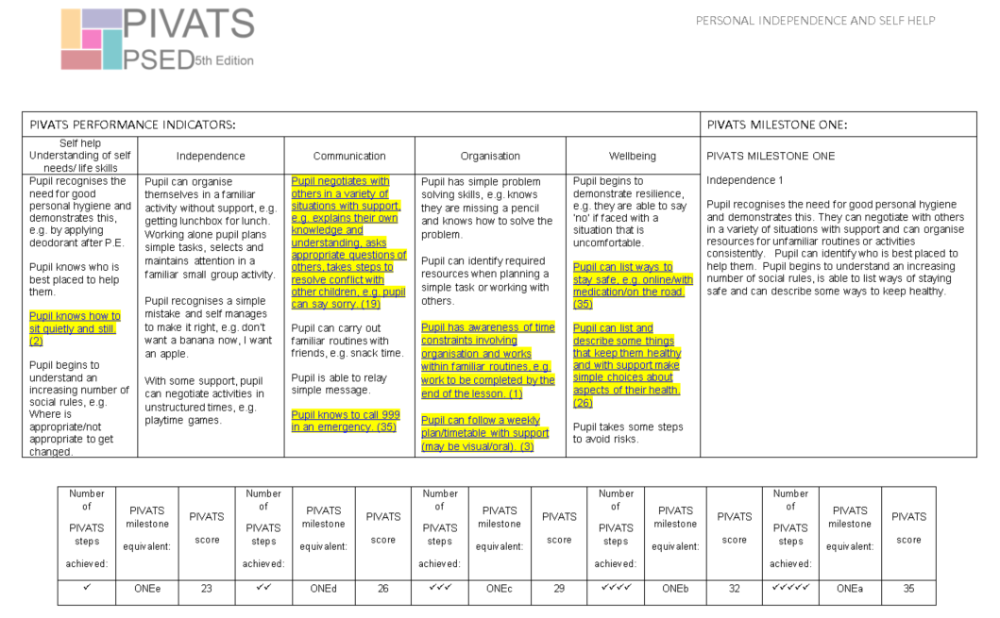 PIVATS
PSED 5th Edition
PERSONAL INDEPENDENCE AND SELF HELP
PIVATS PERFORMANCE INDICATORS:
PIVATS MILESTONE ONE:
Self help
Understanding of self
needs/ life skills
Independence
Communication
Organisation
Wellbeing
Pupil recognises the
need for good
personal hygiene and
demonstrates this,
e.g. by applying
deodorant after P.E.
Pupil knows who is
best placed to help
them.
Pupil knows how to
sit quietly and still.
(2)
Pupil begins to
understand an
increasing number of
social rules, e.g.
Where is
appropriate/not
appropriate to get
changed.
Pupil can organise
themselves in a familiar
activity without support, e.g.
getting lunchbox for lunch.
Working alone pupil plans
simple tasks, selects and
maintains attention in a
familiar small group activity.
Pupil recognises a simple
mistake and self manages
to make it right, e.g. don't
want a banana now, I want
an apple.
With some support, pupil
can negotiate activities in
unstructured times, e.g.
playtime games.
Pupil negotiates with
others in a variety of
situations with support,
e.g. explains their own
knowledge and
understanding, asks
appropriate questions of
others, takes steps to
resolve conflict with
other children, e.g. pupil
can say sorry. (19)
Pupil can carry out
familiar routines with
friends, e.g. snack time.
Pupil is able to relay
simple message.
Pupil knows to call 999
in an emergency. (35)
Pupil has simple problem
solving skills, e.g. knows
they are missing a pencil
and knows how to solve the
problem.
Pupil can identify required
resources when planning a
simple task or working with
others.
Pupil has awareness of time
constraints involving
organisation and works
within familiar routines, e.g.
work to be completed by the
end of the lesson. (1)
Pupil can follow a weekly
plan/timetable with support
(may be visual/oral). (3)
Pupil begins to
demonstrate resilience,
e.g. they are able to say
'no' if faced with a
situation that is
uncomfortable.
Pupil can list ways to
stay safe, e.g. online/with
medication/on the road.
(35)
Pupil can list and
describe some things
that keep them healthy
and with support make
simple choices about
aspects of their health.
(26)
Pupil takes some steps
to avoid risks.
PIVATS MILESTONE ONE
Independence 1
Pupil recognises the need for good personal hygiene
and demonstrates this. They can negotiate with others
in a variety of situations with support and can organise
resources for unfamiliar routines or activities
consistently. Pupil can identify who is best placed to
help them. Pupil begins to understand an increasing
number of social rules, is able to list ways of staying
safe and can describe some ways to keep healthy.
Number
of
PIVATS
steps
achieved:
PIVATS
milestone
equivalent:
PIVATS
score
Number
of
PIVATS
steps
achieved:
PIVATS
milestone
equivalent:
PIVATS
score
Number
of
PIVATS
steps
achieved:
PIVATS
milestone
equivalent:
PIVATS
score
Number
of
PIVATS
steps
achieved:
PIVATS
milestone
equivalent:
PIVATS
score
Number
of
PIVATS
steps
achieved:
PIVATS
milestone
equivalent:
PIVATS
score
✓ ONEe 23 ✓✓ ONEd 26 ✓✓✓ ONEc 29 ✓✓✓✓ ONEb 32 ✓✓✓✓✓ ONEa 35